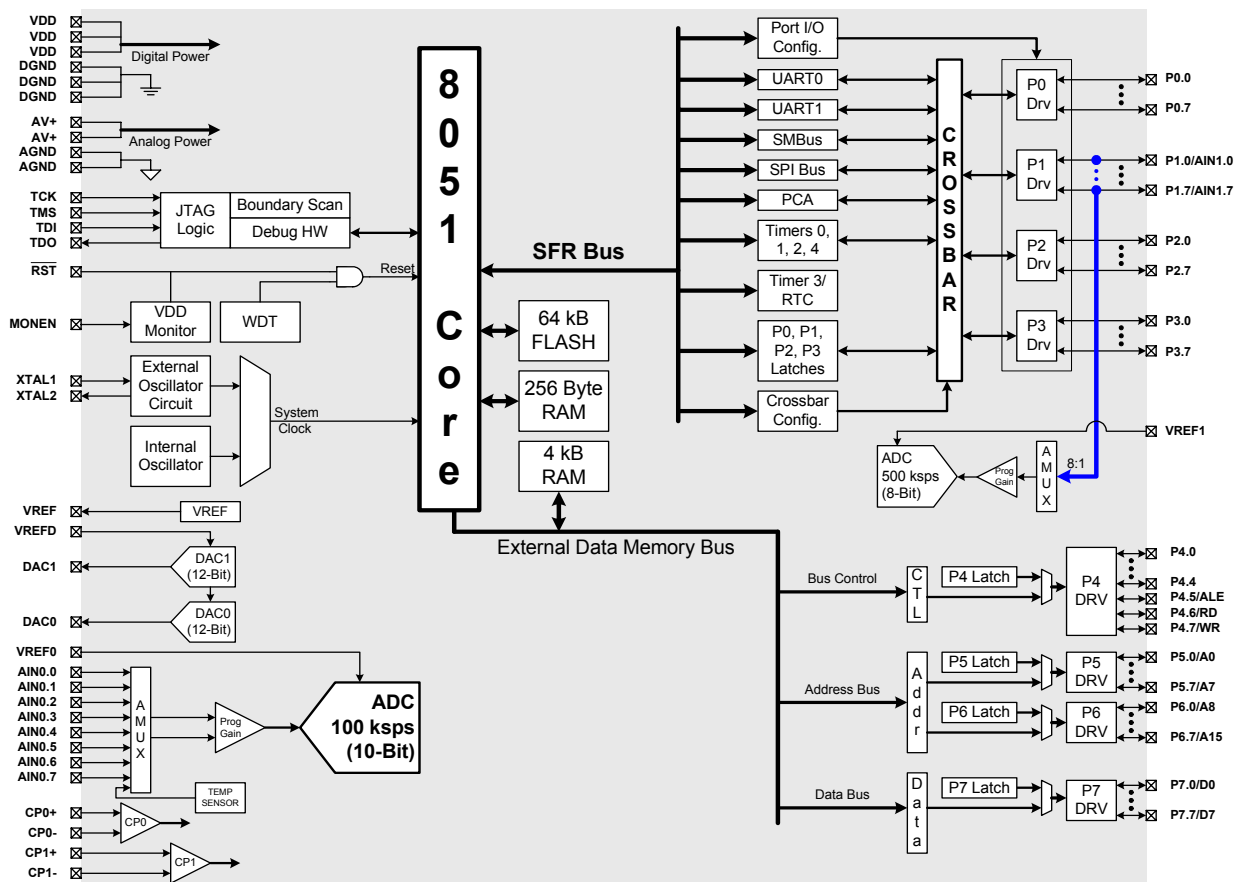 VDD
VDD
VDD
Digital Power
DGND
DGND
DGND
AV+
AV+
Analog Power
AGND
AGND
TCK
TMS
TDI
TDO
JTAG
Logic
Boundary Scan
Debug HW
RST
Reset
MONEN
VDD
Monitor
WDT
XTAL1
XTAL2
External
Oscillator
Circuit
System
Clock
Internal
Oscillator
VREF
VREF
VREFD
DAC1
DAC1
(12-Bit)
DAC0
DAC0
(12-Bit)
VREF0
AIN0.0
AIN0.1
AIN0.2
AIN0.3
AIN0.4
AIN0.5
AIN0.6
AIN0.7
AMUX
Prog
Gain
ADC
100 ksps
(10-Bit)
TEMP
SENSOR
CP0+
CP0-
CP0
CP1+
CP1-
CP1
8051 Core
SFR Bus
64 kB
FLASH
256 Byte
RAM
4 kB
RAM
External Data Memory Bus
Port I/O
Config.
UART0
UART1
SMBus
SPI Bus
PCA
Timers 0,
1, 2, 4
Timer 3/
RTC
P0, P1,
P2, P3
Latches
Crossbar
Config.
CROSSBAR
P0
Drv
P1
Drv
P2
Drv
P3
Drv
P0.0
P0.7
P1.0/AIN1.0
P1.7/AIN1.7
P2.0
P2.7
P3.0
P3.7
VREF1
ADC
500 ksps
(8-Bit)
Prog
Gain
AMUX
8:1
Bus Control
CTL
P4 Latch
P4
DRV
P4.0
P4.4
P4.5/ALE
P4.6/RD
P4.7/WR
Address Bus
Addr
P5 Latch
P5
DRV
P5.0/A0
P5.7/A7
P6 Latch
P6
DRV
P6.0/A8
P6.7/A15
Data Bus
Data
P7 Latch
P7
DRV
P7.0/D0
P7.7/D7